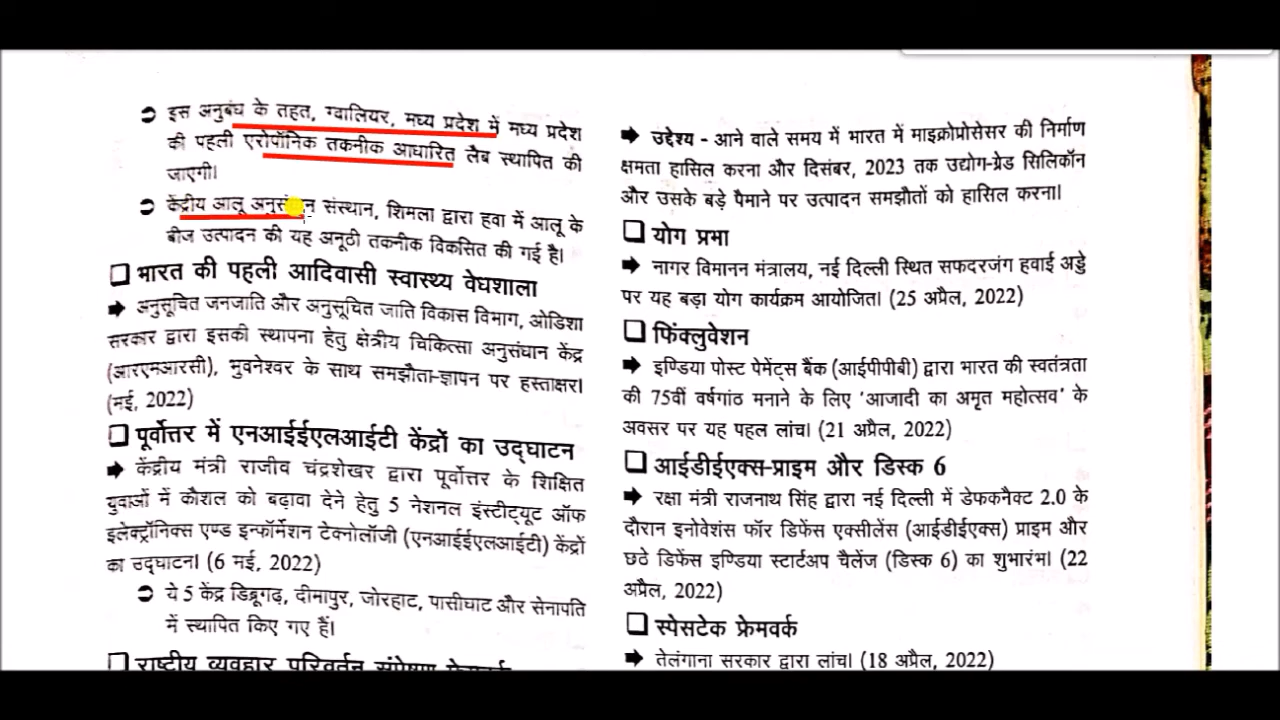 इस अनुबंध के तहत, ग्वालियर, मध्य प्रदेश में मध्य प्रदेश
की पहली एरोपॉनिक तकनीक आधारित लैब स्थापित की
जाएगी।
केंद्रीय आलू अनुसंधान संस्थान, शिमला द्वारा हवा में आलू के
बीज उत्पादन की यह अनूठी तकनीक विकसित की गई है।
भारत की पहली आदिवासी स्वास्थ्य वेधशाला
अनुसूचित जनजाति और अनुसूचित जाति विकास विभाग, ओडिशा
सरकार द्वारा इसकी स्थापना हेतु क्षेत्रीय चिकित्सा अनुसंधान केंद्र
(आरएमआरसी), भुवनेश्वर के साथ समझौता-ज्ञापन पर हस्ताक्षर।
(मई, 2022)
पूर्वोत्तर में एनआईईएलआईटी केंद्रों का उद्घाटन
केंद्रीय मंत्री राजीव चंद्रशेखर द्वारा पूर्वोत्तर के शिक्षित
युवाओं में कौशल को बढ़ावा देने हेतु 5 नेशनल इंस्टीट्यूट ऑफ
इलेक्ट्रॉनिक्स एण्ड इन्फॉर्मेशन टेक्नोलॉजी (एनआईईएलआईटी) केंद्रों
का उद्घाटन। (6 मई, 2022)
ये 5 केंद्र डिब्रूगढ़, दीमापुर, जोरहाट, पासीघाट और सेनापति
में स्थापित किए गए हैं।
राष्ट्रीय व्यवहार परिवर्तन संप्रेषण फ्रेमवर्क
उद्देश्य - आने वाले समय में भारत में माइक्रोप्रोसेसर की निर्माण
क्षमता हासिल करना और दिसंबर, 2023 तक उद्योग-ग्रेड सिलिकॉन
और उसके बड़े पैमाने पर उत्पादन समझौतों को हासिल करना।
योग प्रभा
नागर विमानन मंत्रालय, नई दिल्ली स्थित सफदरजंग हवाई अड्डे
पर यह बड़ा योग कार्यक्रम आयोजित। (25 अप्रैल, 2022)
फिंक्लुवेशन
इण्डिया पोस्ट पेमेंट्स बैंक (आईपीपीबी) द्वारा भारत की स्वतंत्रता
की 75वीं वर्षगांठ मनाने के लिए 'आजादी का अमृत महोत्सव' के
अवसर पर यह पहल लांच। (21 अप्रैल, 2022)
आईडीईएक्स-प्राइम और डिस्क 6
रक्षा मंत्री राजनाथ सिंह द्वारा नई दिल्ली में डेफकनैक्ट 2.0 के
दौरान इनोवेशंस फॉर डिफेंस एक्सीलेंस (आईडीईएक्स) प्राइम और
छठे डिफेंस इण्डिया स्टार्टअप चैलेंज (डिस्क 6) का शुभारंभ। (22
अप्रैल, 2022)
स्पेसटेक फ्रेमवर्क
तेलंगाना सरकार द्वारा लांच। (18 अप्रैल, 2022)